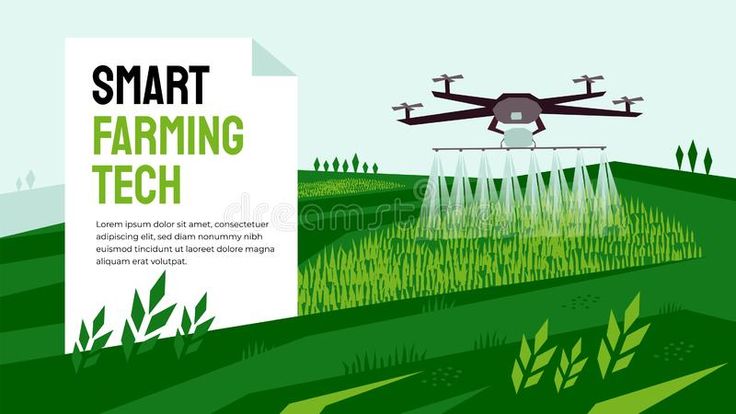 SMART
FARMING
TECH
Lorem ipsum dolor sit amet, consectetuer
adipiscing elit, sed diam nonummy nibh
euismod tincidunt ut laoreet dolore magna
aliquam erat volutpat.
dreamstime